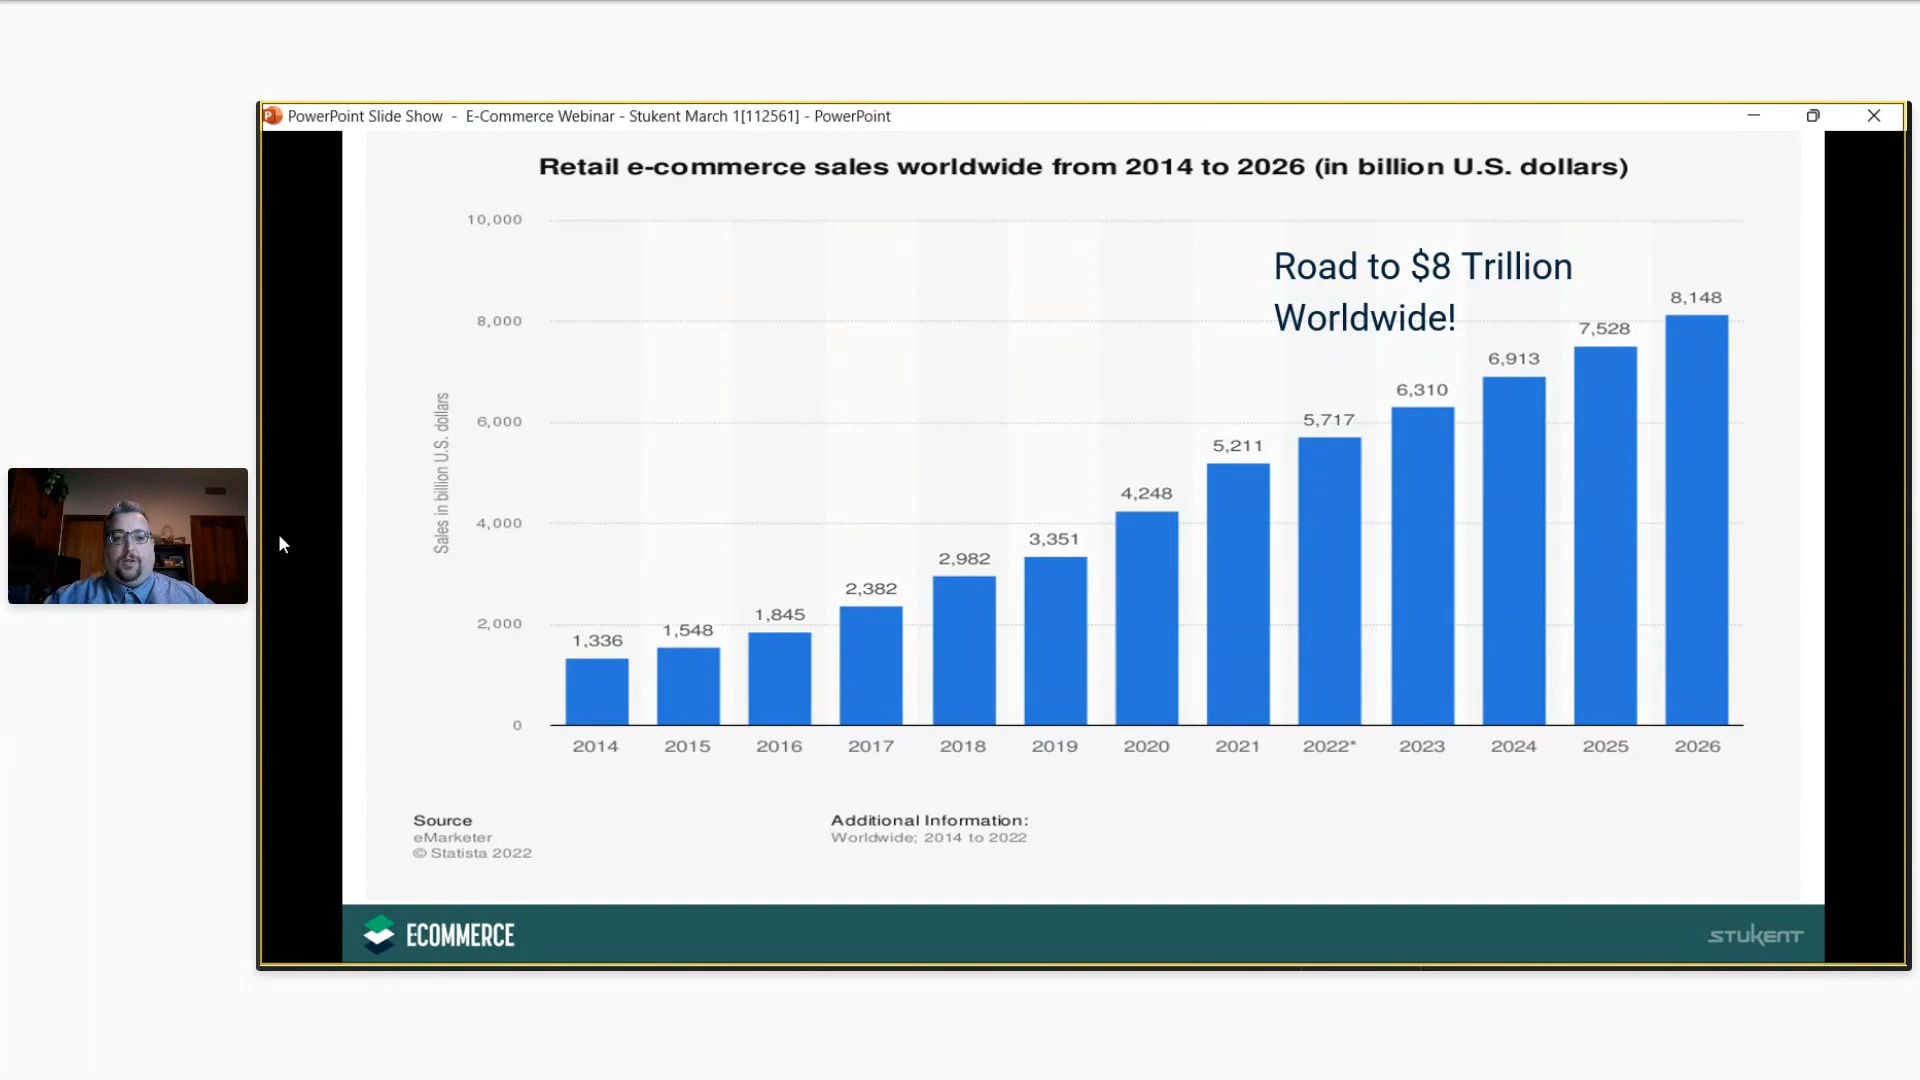 PowerPoint Slide Show - E-Commerce Webinar - Stukent March 1[112561] - PowerPoint
Retail e-commerce sales worldwide from 2014 to 2026 (in billion U.S. dollars)
Road to $8 Trillion
Worldwide!
Sales in billion U.S. dollars
10,000
8,000
6,000
4,000
2,000
0
1,336
1,548
1,845
2,382
2,982
3,351
4,248
5,211
5,717
6,310
6,913
7,528
8,148
2014 2015 2016 2017 2018 2019 2020 2021 2022* 2023 2024 2025 2026
Source
eMarketer
© Statista 2022
Additional Information:
Worldwide; 2014 to 2022
ECOMMERCE
STUKENT